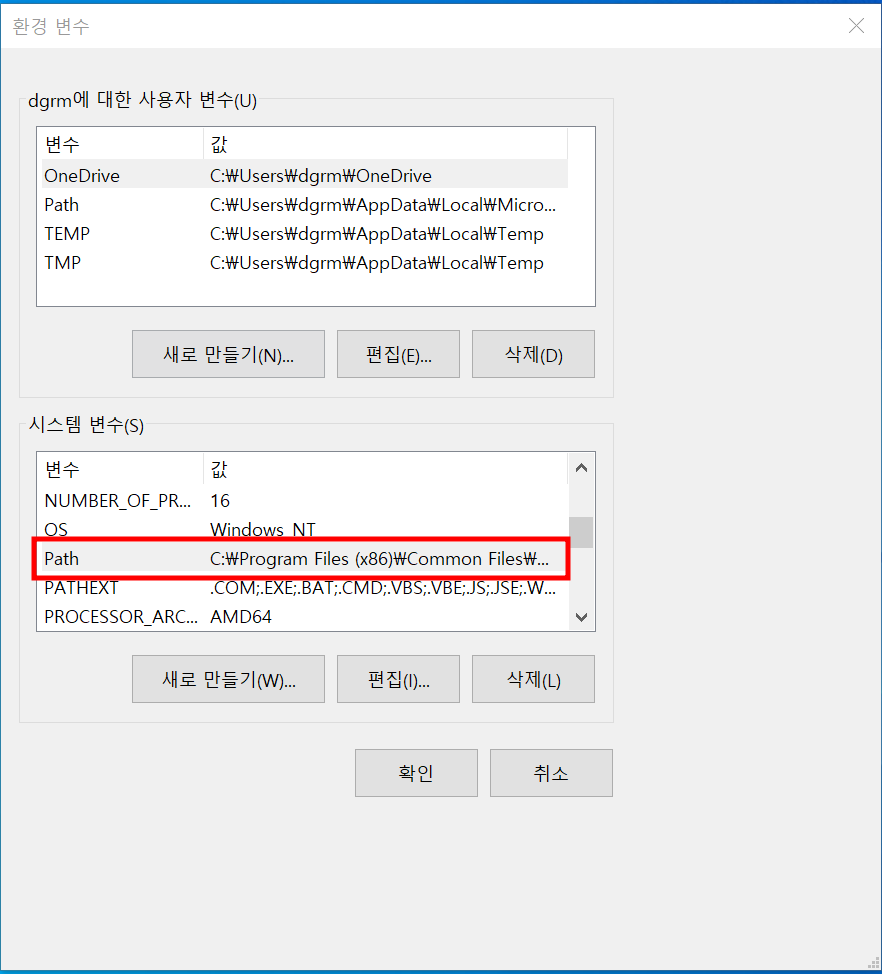 환경 변수
dgrm에 대한 사용자 변수(U)
변수 값
OneDrive C:₩Users₩dgrm₩OneDrive
Path C:₩Users₩dgrm₩AppData₩Local₩Micro...
TEMP C:₩Users₩dgrm₩AppData₩Local₩Temp
TMP C:₩Users₩dgrm₩AppData₩Local₩Temp
새로 만들기(N)... 편집(E)... 삭제(D)
시스템 변수(S)
변수 값
NUMBER_OF_PR... 16
OS Windows_NT
Path C:₩Program Files (x86)₩Common Files₩...
PATHEXT .COM;.EXE;.BAT;.CMD;.VBS;.VBE;.JS;.JSE;.W...
PROCESSOR_ARC... AMD64
새로 만들기(W)... 편집(I)... 삭제(L)
확인 취소